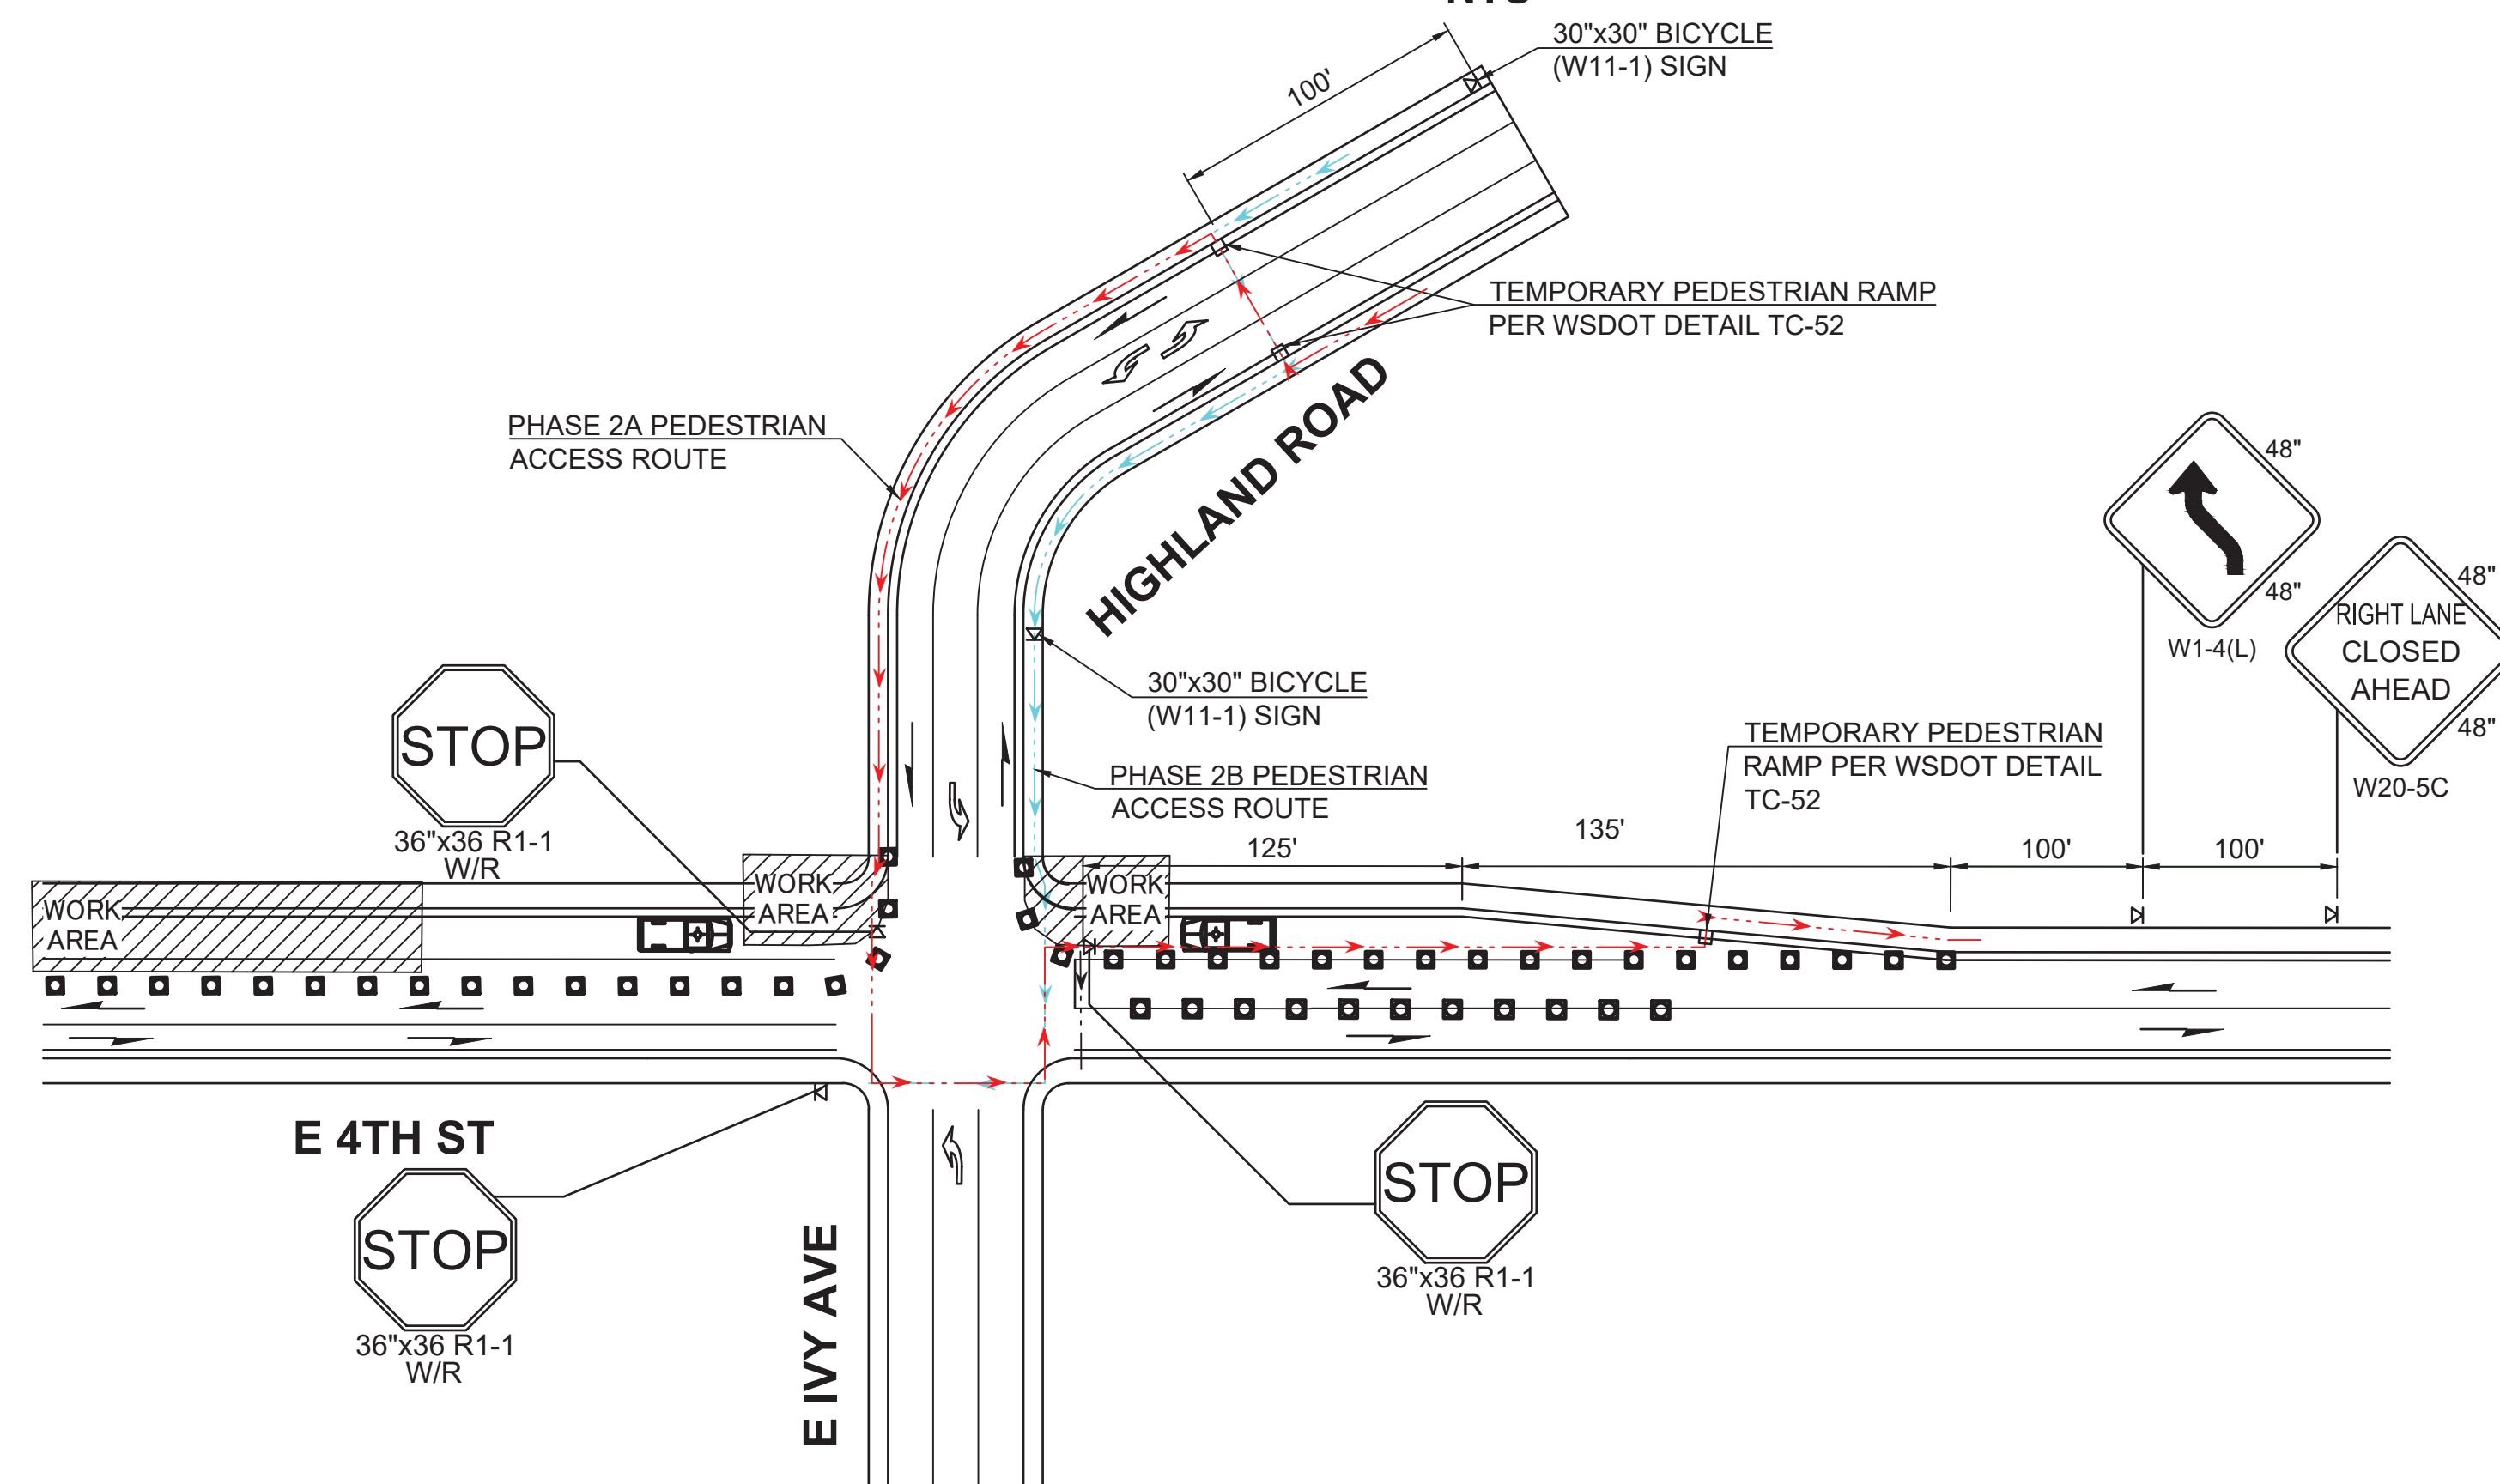 30"x30" BICYCLE
(W11-1) SIGN
100'
TEMPORARY PEDESTRIAN RAMP
PER WSDOT DETAIL TC-52
PHASE 2A PEDESTRIAN
ACCESS ROUTE
HIGHLAND ROAD
48"
48"
W1-4(L)
48"
RIGHT LANE
CLOSED
AHEAD
48"
W20-5C
30"x30" BICYCLE
(W11-1) SIGN
STOP
36"x36 R1-1
W/R
PHASE 2B PEDESTRIAN
ACCESS ROUTE
TEMPORARY PEDESTRIAN
RAMP PER WSDOT DETAIL
TC-52
125'
135'
100'
100'
WORK
AREA
WORK
AREA
WORK
AREA
E 4TH ST
STOP
36"x36 R1-1
W/R
E IVY AVE
STOP
36"x36 R1-1
W/R